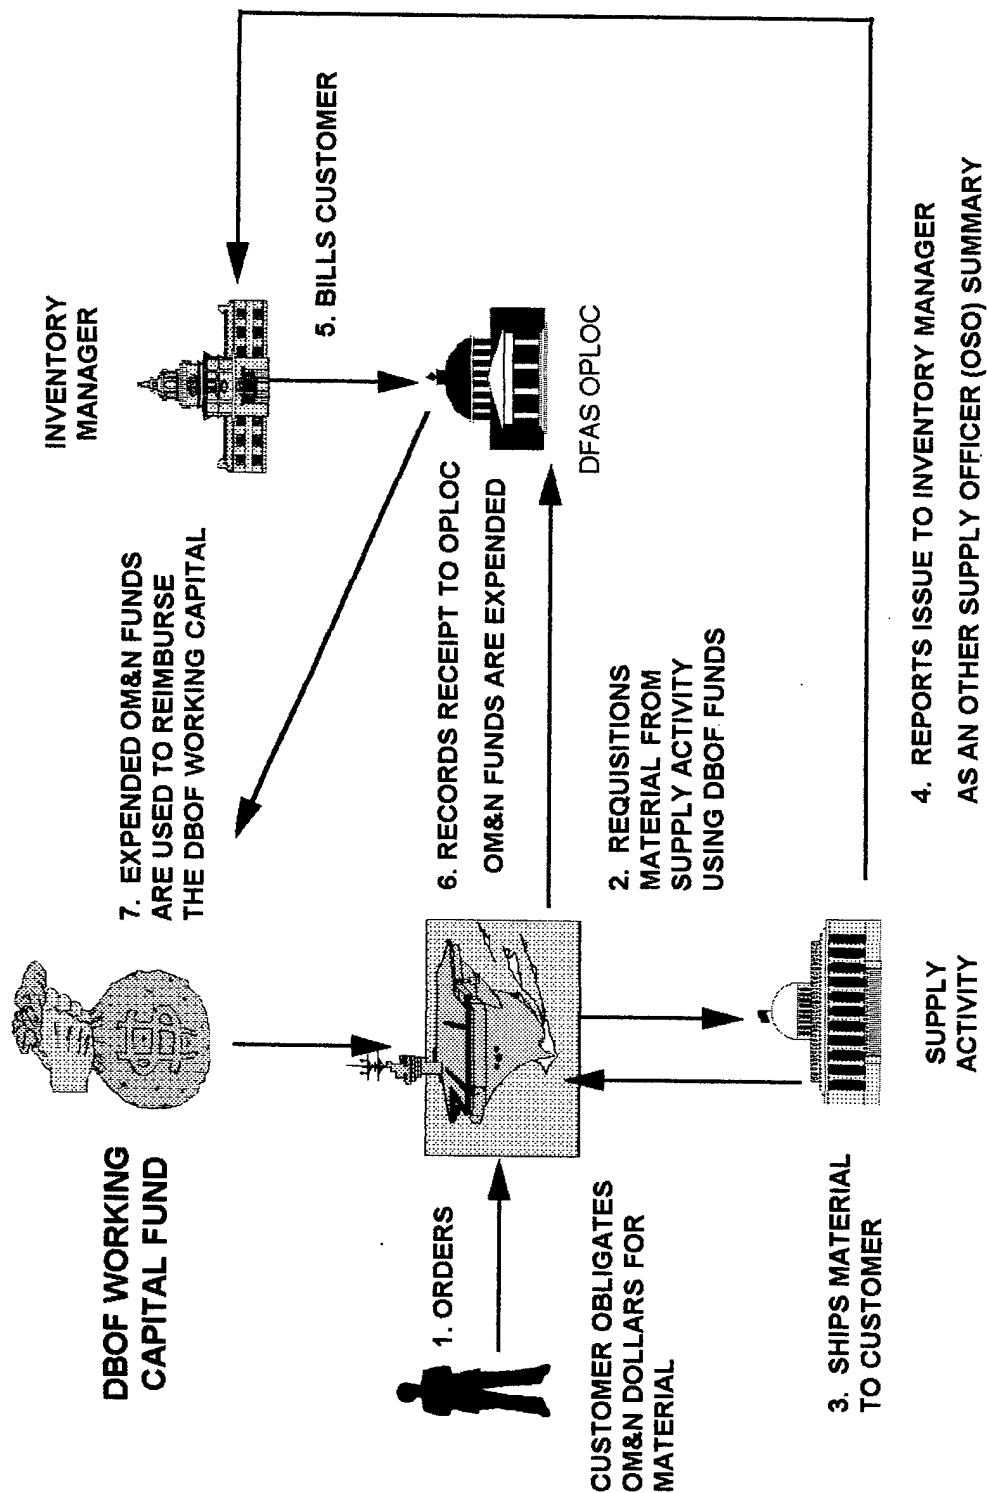 DBOF WORKING
CAPITAL FUND
7. EXPENDED OM&N FUNDS
ARE USED TO REIMBURSE
THE DBOF WORKING CAPITAL
INVENTORY
MANAGER
5. BILLS CUSTOMER
1. ORDERS
6. RECORDS RECEIPT TO OPLOC
OM&N FUNDS ARE EXPENDED
DFAS OPLOC
CUSTOMER OBLIGATES
OM&N DOLLARS FOR
MATERIAL
2. REQUISITIONS
MATERIAL FROM
SUPPLY ACTIVITY
USING DBOF FUNDS
3. SHIPS MATERIAL
TO CUSTOMER
SUPPLY
ACTIVITY
4. REPORTS ISSUE TO INVENTORY MANAGER
AS AN OTHER SUPPLY OFFICER (OSO) SUMMARY